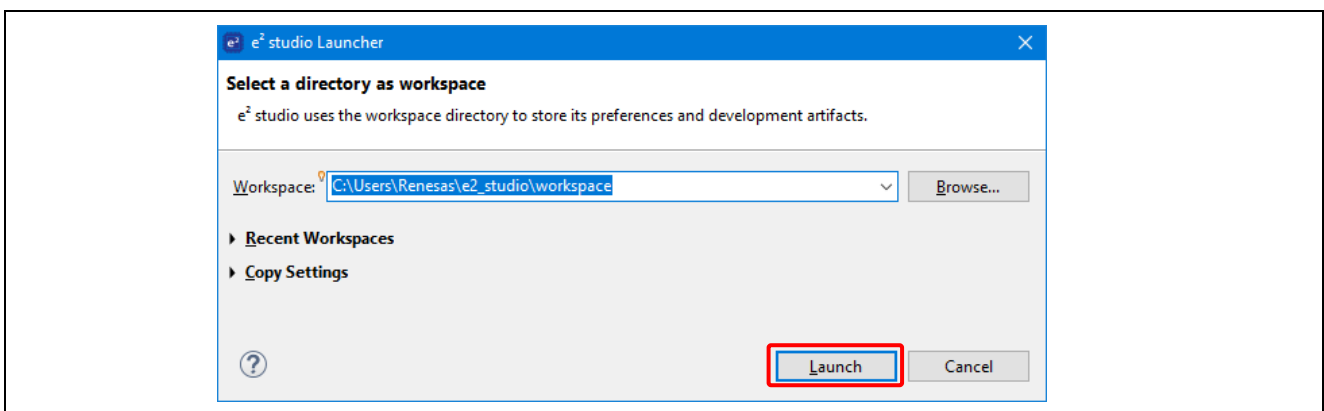 e² e² studio Launcher
Select a directory as workspace
e² studio uses the workspace directory to store its preferences and development artifacts.
Workspace: C:\Users\Renesas\e2_studio\workspace Browse...
Recent Workspaces
Copy Settings
? Launch Cancel